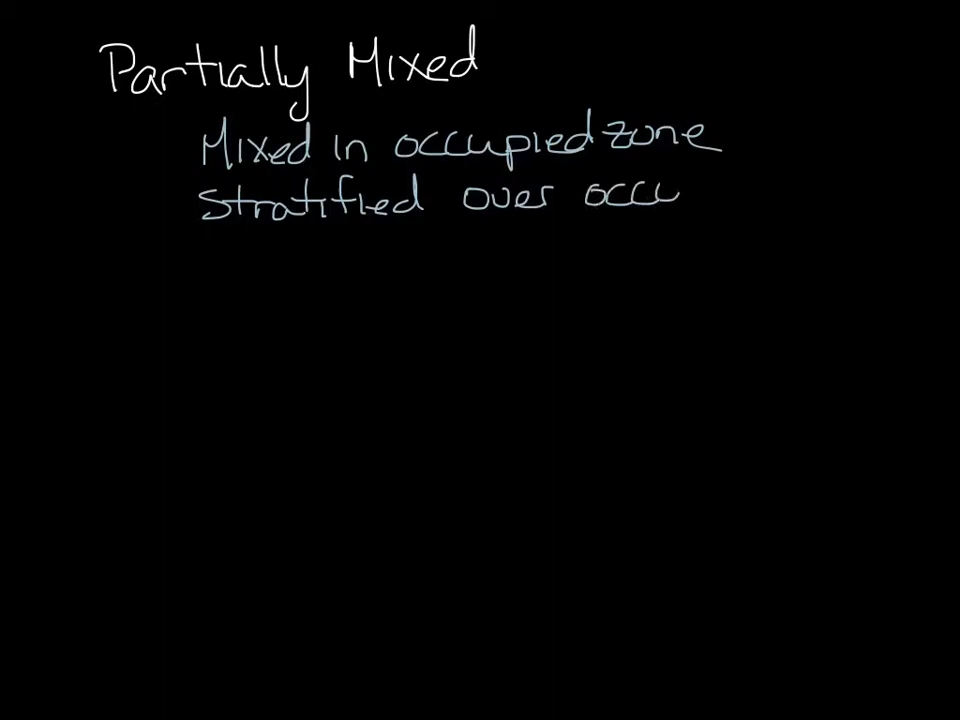 Partially Mixed
Mixed in occupied zone
Stratified over occu